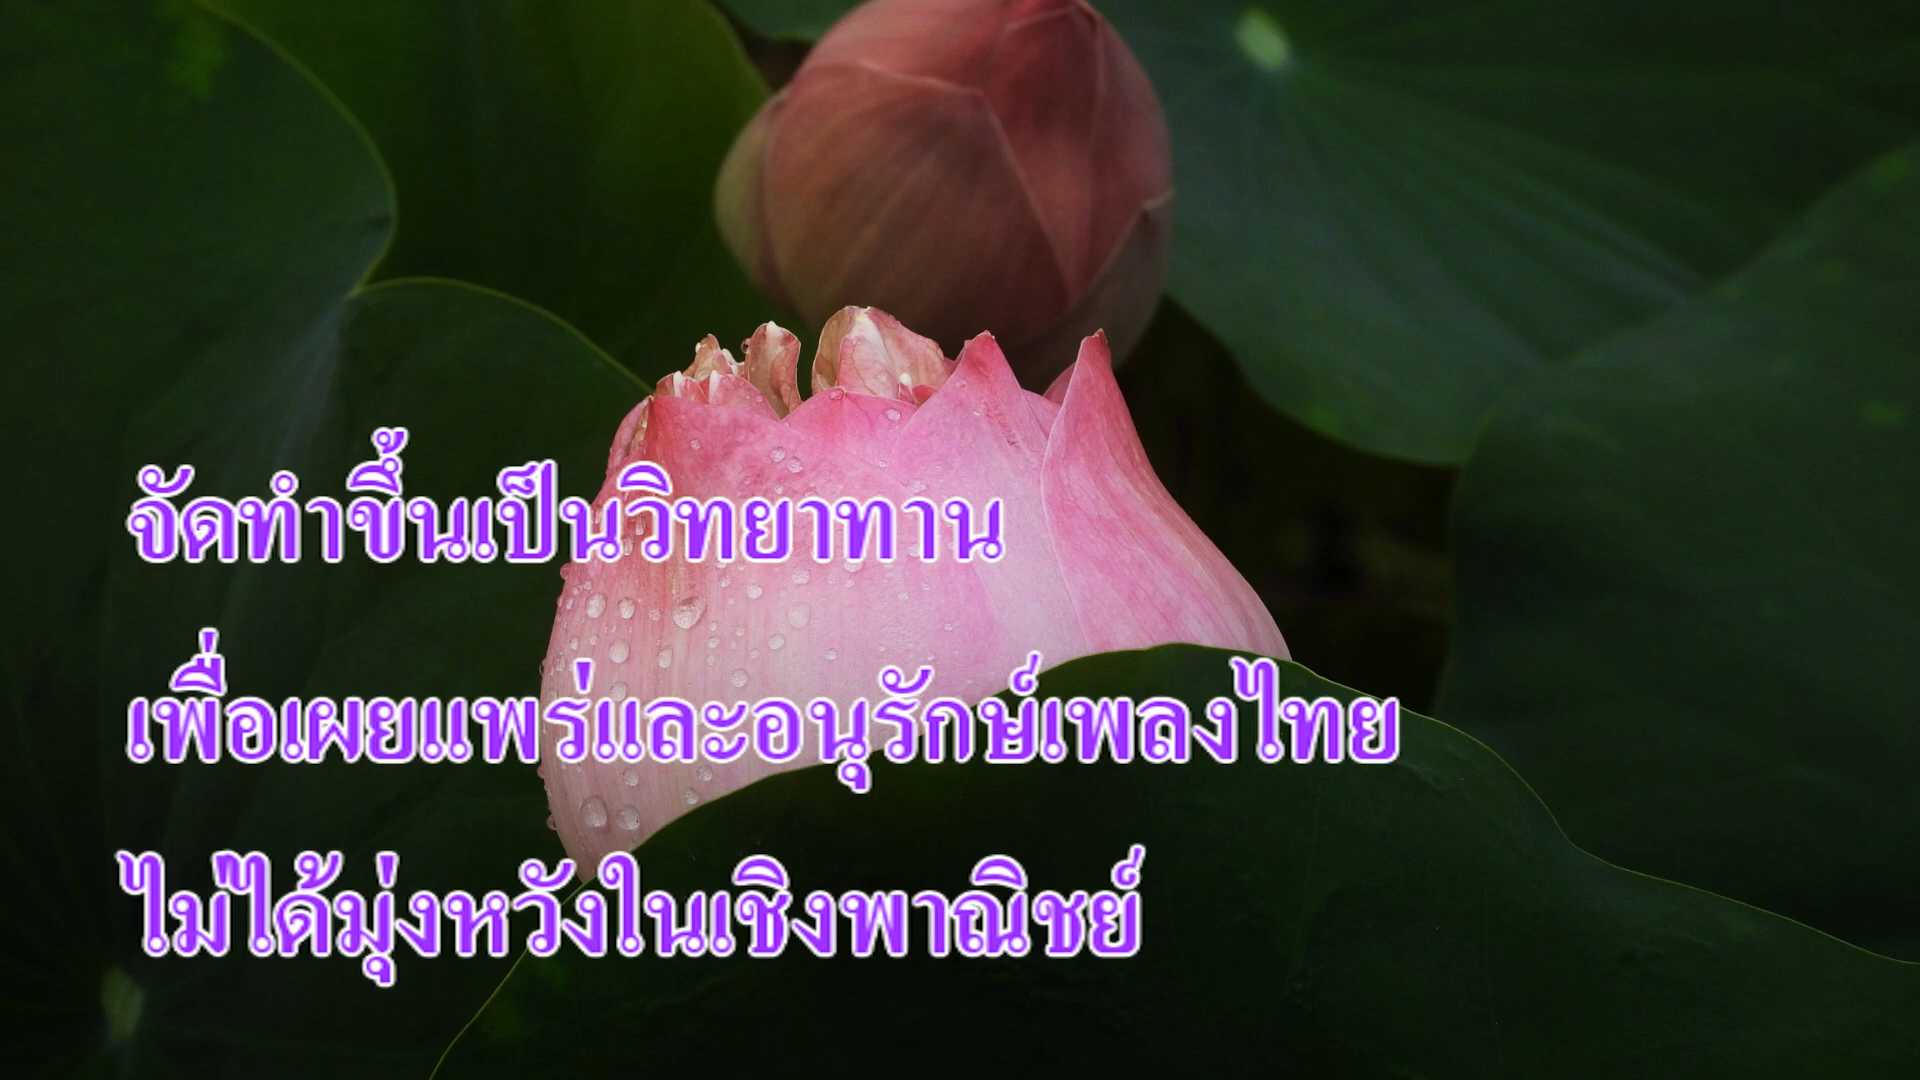 จัดทำขึ้นเป็นวิทยาทาน
เพื่อเผยแพร่และอนุรักษ์เพลงไทย
ไม่ได้มุ่งหวังในเชิงพาณิชย์